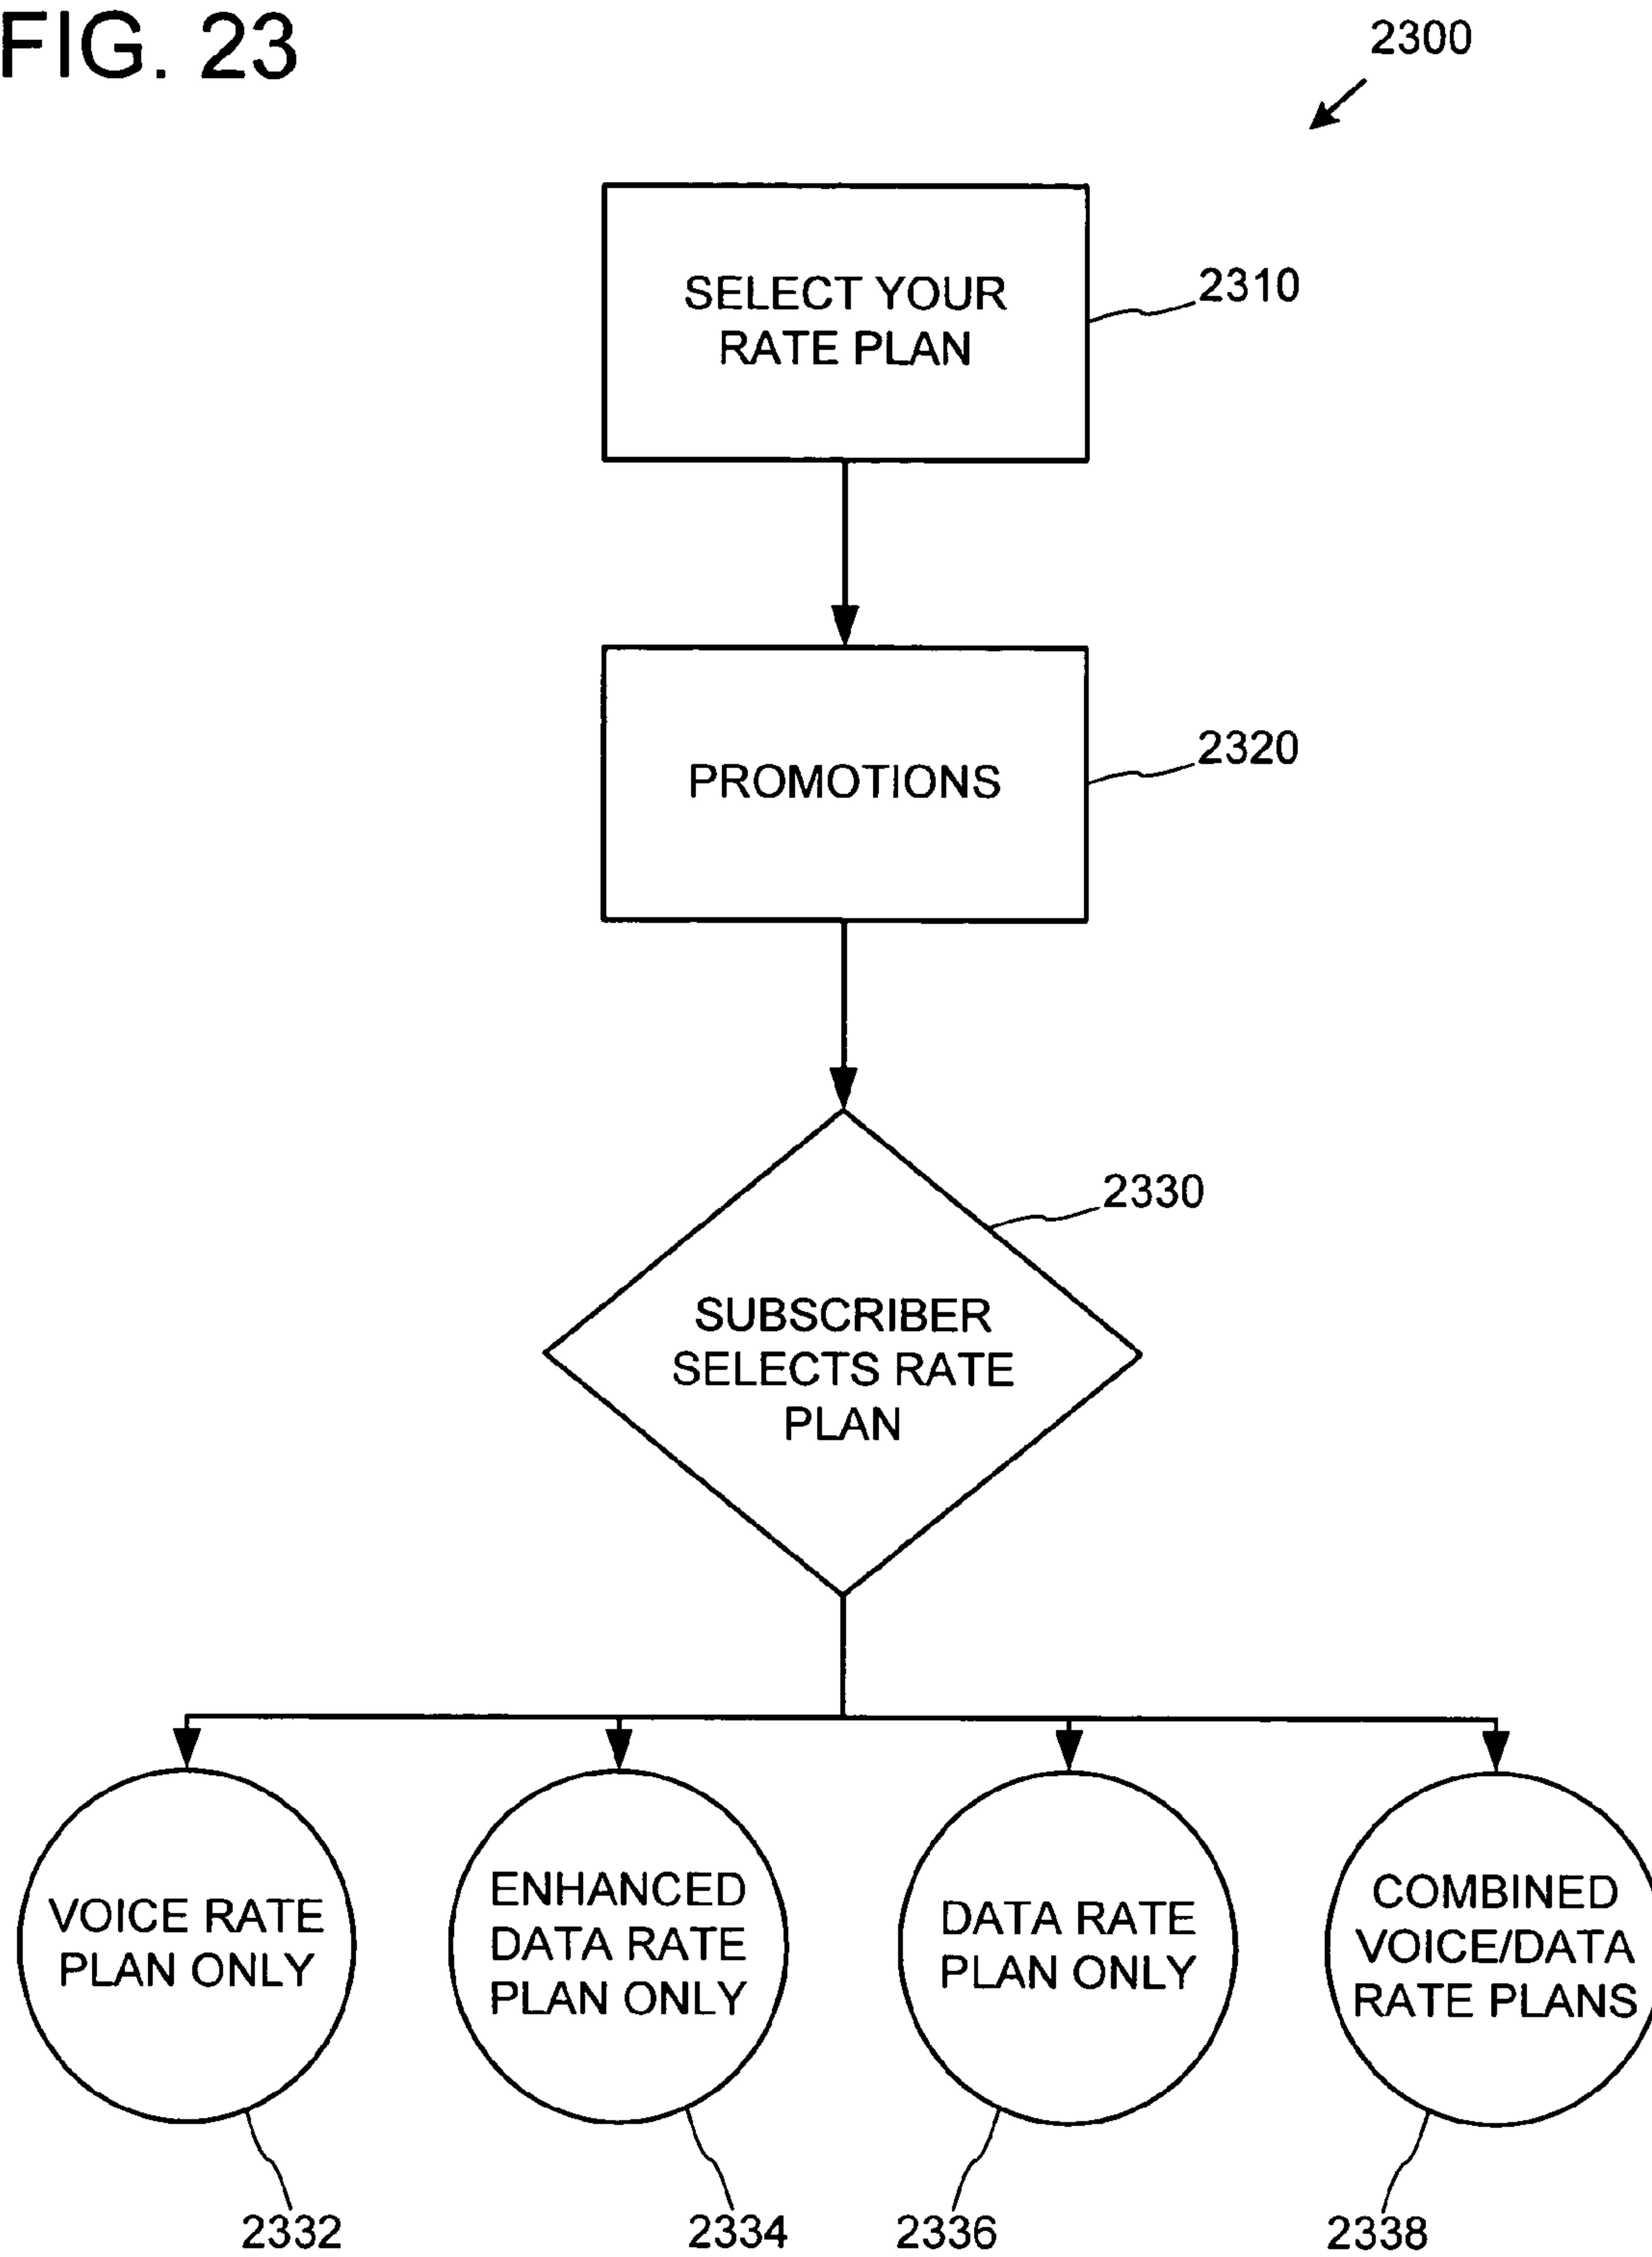 FIG. 23
2300
SELECT YOUR
RATE PLAN
2310
PROMOTIONS
2320
2330
SUBSCRIBER
SELECTS RATE
PLAN
VOICE RATE
PLAN ONLY
ENHANCED
DATA RATE
PLAN ONLY
DATA RATE
PLAN ONLY
COMBINED
VOICE/DATA
RATE PLANS
2332
2334
2336
2338